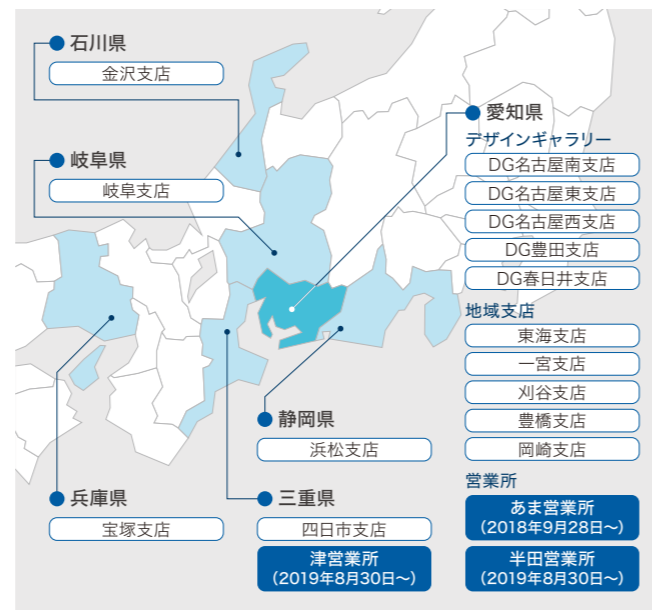 石川県
金沢支店
岐阜県
岐阜支店
愛知県
デザインギャラリー
DG名古屋南支店
DG名古屋東支店
DG名古屋西支店
DG豊田支店
DG春日井支店
地域支店
東海支店
一宮支店
刈谷支店
豊橋支店
岡崎支店
営業所
あま営業所
（2018年9月28日〜）
半田営業所
（2019年8月30日〜）
静岡県
浜松支店
兵庫県
宝塚支店
三重県
四日市支店
津営業所
（2019年8月30日〜）